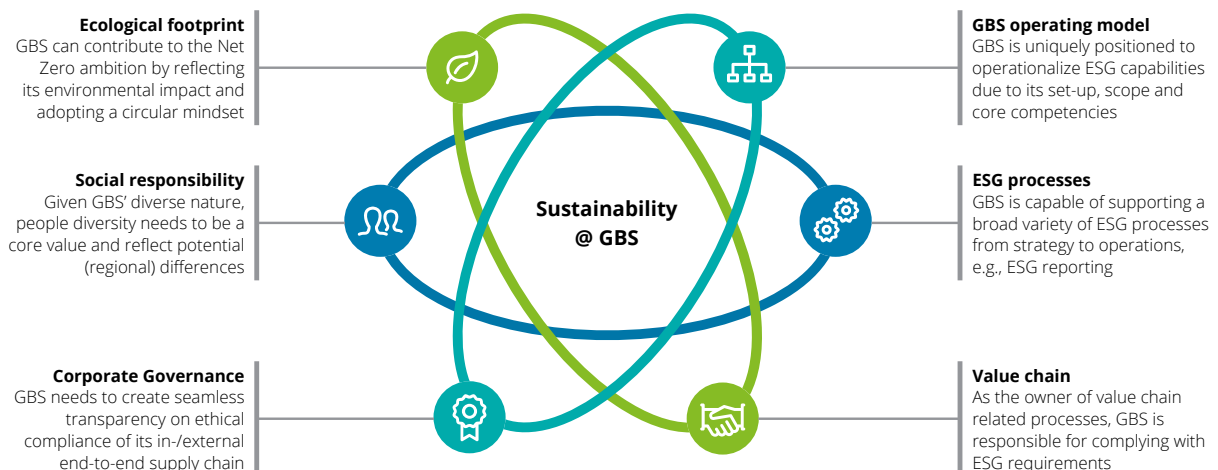 Ecological footprint
GBS can contribute to the Net
Zero ambition by reflecting
its environmental impact and
adopting a circular mindset
GBS operating model
GBS is uniquely positioned to
operationalize ESG capabilities
due to its set-up, scope and
core competencies
Social responsibility
Given GBS’ diverse nature,
people diversity needs to be a
core value and reflect potential
(regional) differences
Sustainability
@ GBS
ESG processes
GBS is capable of supporting a
broad variety of ESG processes
from strategy to operations,
e.g., ESG reporting
Corporate Governance
GBS needs to create seamless
transparency on ethical
compliance of its in-/external
end-to-end supply chain
Value chain
As the owner of value chain
related processes, GBS is
responsible for complying with
ESG requirements